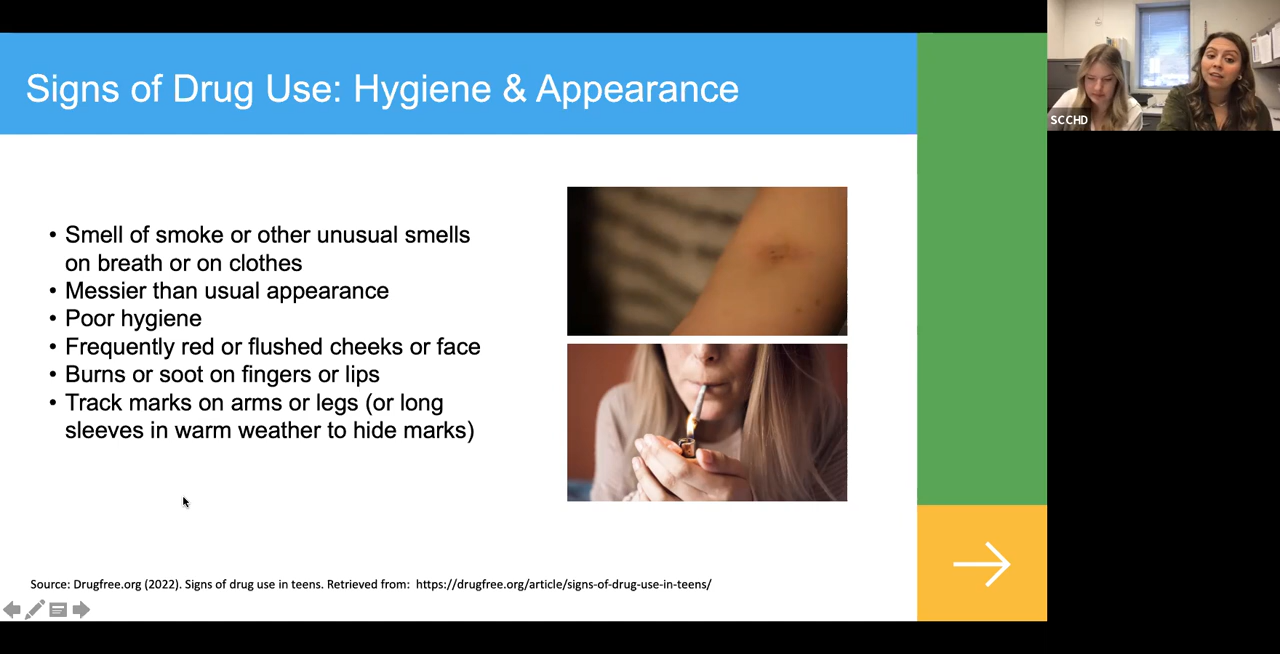 Signs of Drug Use: Hygiene & Appearance
SCCHD
• Smell of smoke or other unusual smells
on breath or on clothes
• Messier than usual appearance
• Poor hygiene
• Frequently red or flushed cheeks or face
• Burns or soot on fingers or lips
• Track marks on arms or legs (or long
sleeves in warm weather to hide marks)
Source: Drugfree.org (2022). Signs of drug use in teens. Retrieved from: https://drugfree.org/article/signs-of-drug-use-in-teens/